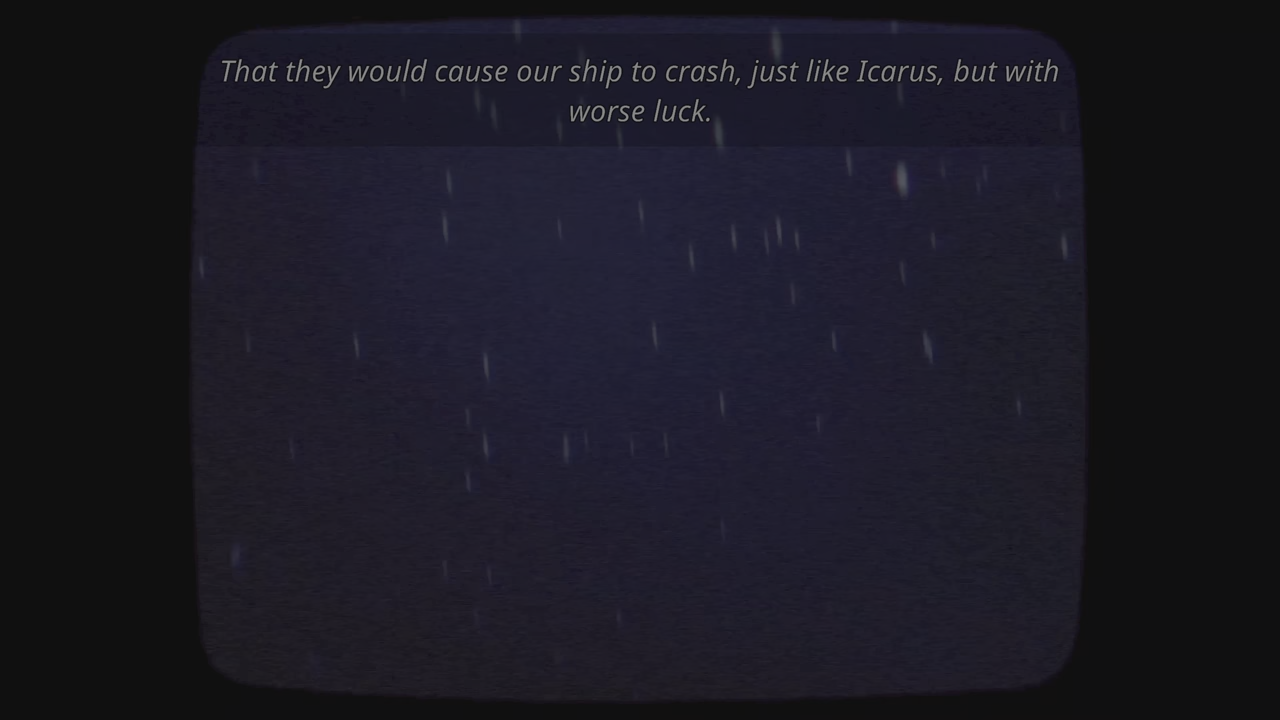 That they would cause our ship to crash, just like Icarus, but with
worse luck.